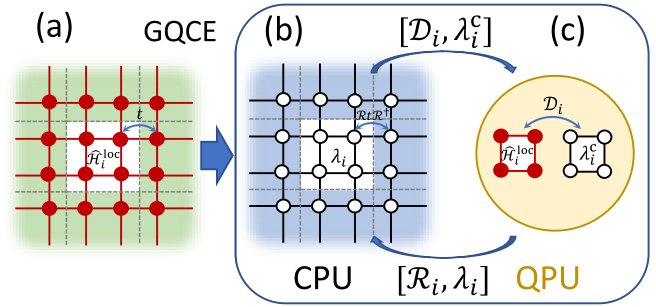 (a)
GQCE
(b)
[𝒟ᵢ, λᵢᶜ]
(c)
t
ℛtℛ†
𝒟ᵢ
Ĥᵢˡᵒᶜ
λᵢ
Ĥᵢˡᵒᶜ
λᵢᶜ
CPU
[ℛᵢ, λᵢ]
QPU